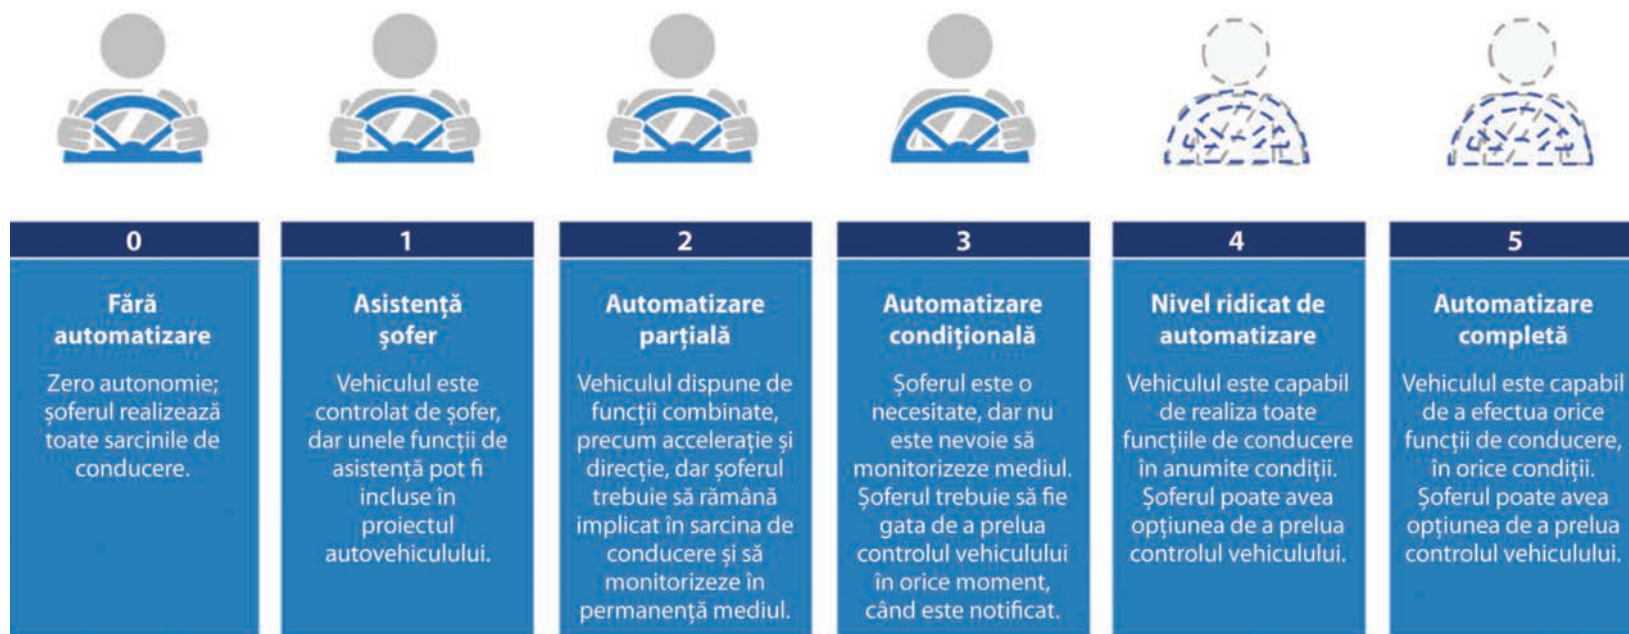 0
Fără
automatizare
Zero autonomie;
șoferul realizează
toate sarcinile de
conducere.
1
Asistență
șofer
Vehiculul este
controlat de șofer,
dar unele funcții de
asistență pot fi
incluse în
proiectul
autovehiculului.
2
Automatizare
parțială
Vehiculul dispune de
funcții combinate,
precum accelerație și
direcție, dar șoferul
trebuie să rămână
implicat în sarcina de
conducere și să
monitorizeze în
permanență mediul.
3
Automatizare
condițională
Șoferul este o
necesitate, dar nu
este nevoie să
monitorizeze mediul.
Șoferul trebuie să fie
gata de a prelua
controlul vehiculului
în orice moment,
când este notificat.
4
Nivel ridicat de
automatizare
Vehiculul este capabil
de realiza toate
funcțiile de conducere
în anumite condiții.
Șoferul poate avea
opțiunea de a prelua
controlul vehiculului.
5
Automatizare
completă
Vehiculul este capabil
de a efectua orice
funcții de conducere,
în orice condiții.
Șoferul poate avea
opțiunea de a prelua
controlul vehiculului.